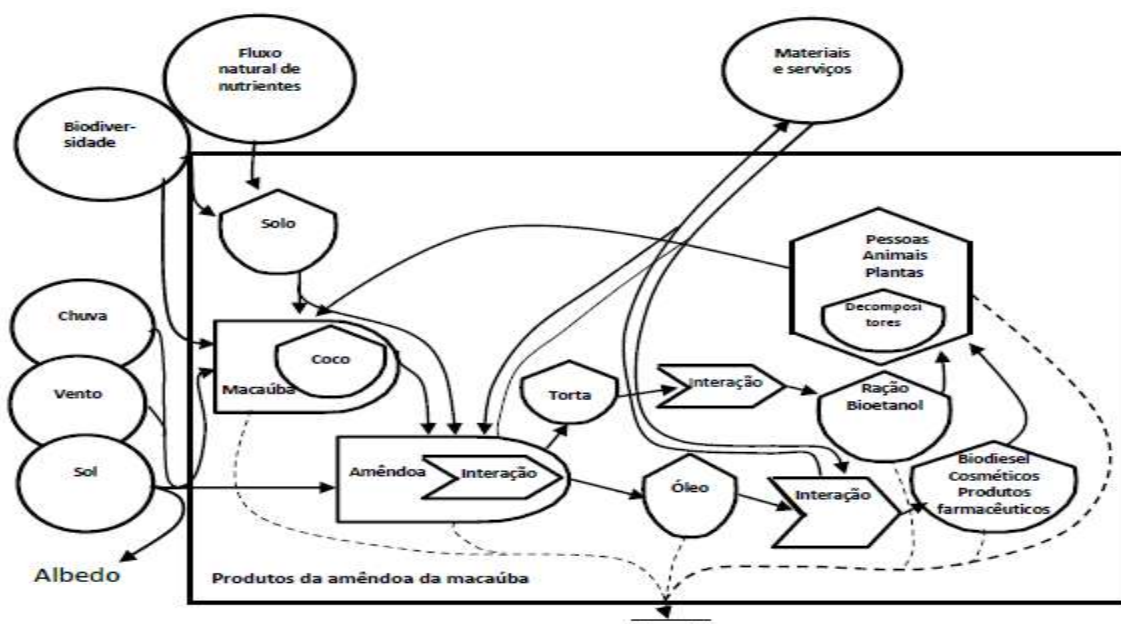 Fluxo
natural de
nutrientes
Materiais
e serviços
Biodiver-
sidade
Solo
Pessoas
Animais
Plantas
Decomposi
tores
Chuva
Coco
Macaúba
Vento
Torta
Interação
Ração
Bioetanol
Sol
Amêndoa
Interação
Óleo
Interação
Biodiesel
Cosméticos
Produtos
farmacêuticos
Albedo
Produtos da amêndoa da macaúba